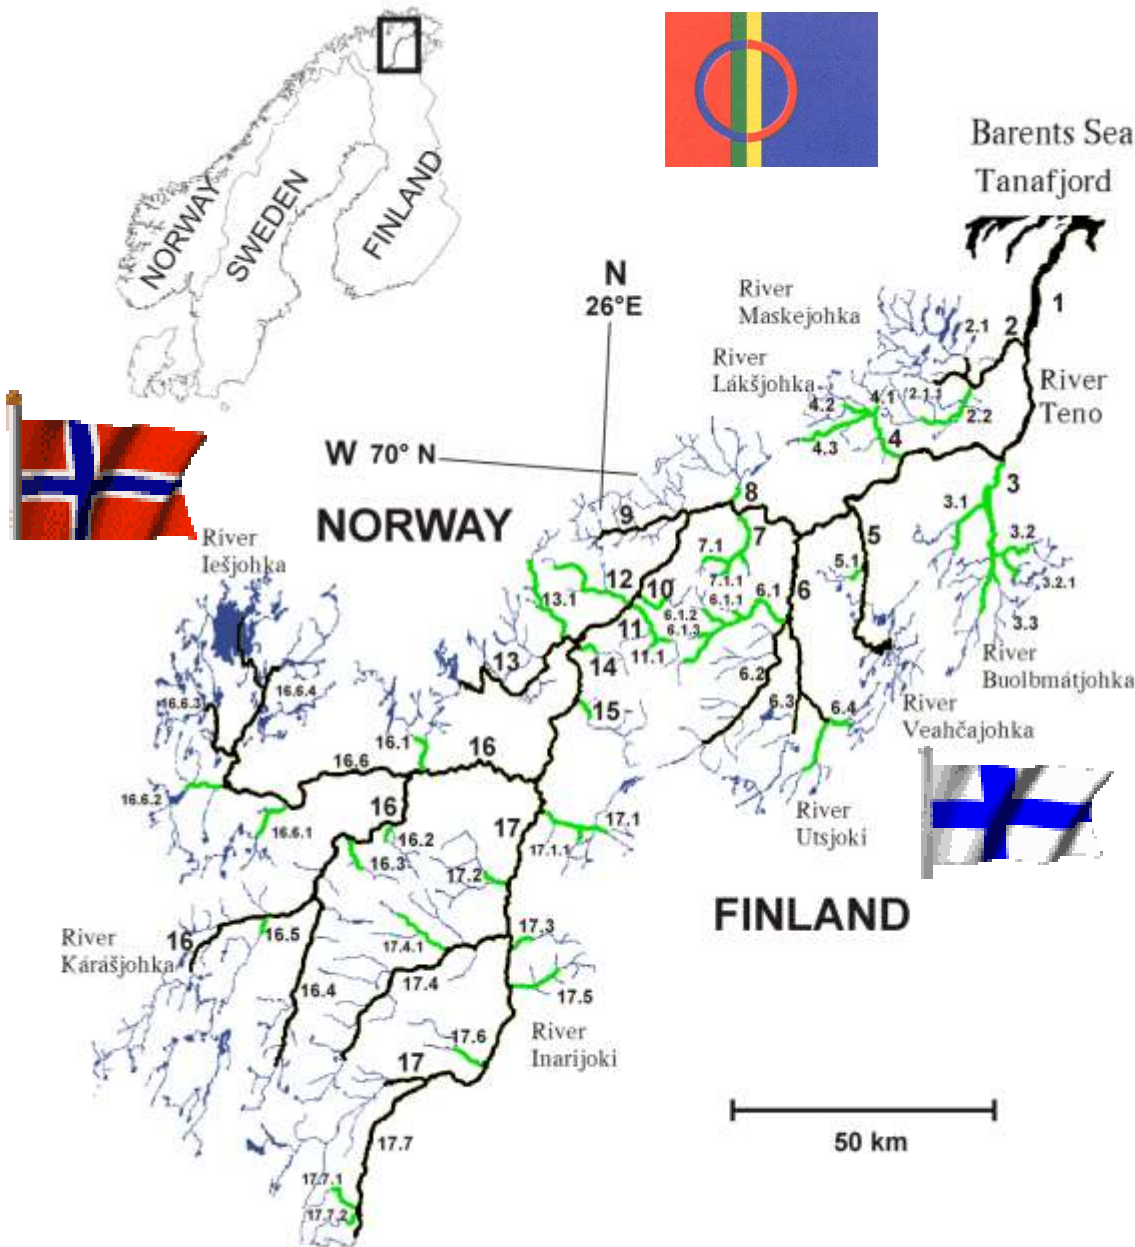 NORWAY
SWEDEN
FINLAND
Barents Sea
Tanafjord
N
26°E
River
Maskejohka
River
Lákšjohka
River
Teno
W 70° N
NORWAY
River
Iešjohka
River
Buolbmátjohka
River
Veahčajohka
River
Utsjoki
FINLAND
River
Kárášjohka
River
Inarijoki
50 km
1
2
2.1
2.1.1
2.2
3
3.1
3.2
3.2.1
3.3
4
4.1
4.2
4.3
5
5.1
6
6.1
6.1.1
6.1.2
6.1.3
6.2
6.3
6.4
7
7.1
7.1.1
8
9
10
11
11.1
12
13
13.1
14
15
16
16
16
16.1
16.2
16.3
16.4
16.5
16.6
16.6.1
16.6.2
16.6.3
16.6.4
17
17
17.1
17.1.1
17.2
17.3
17.4
17.4.1
17.5
17.6
17.7
17.7.1
17.7.2